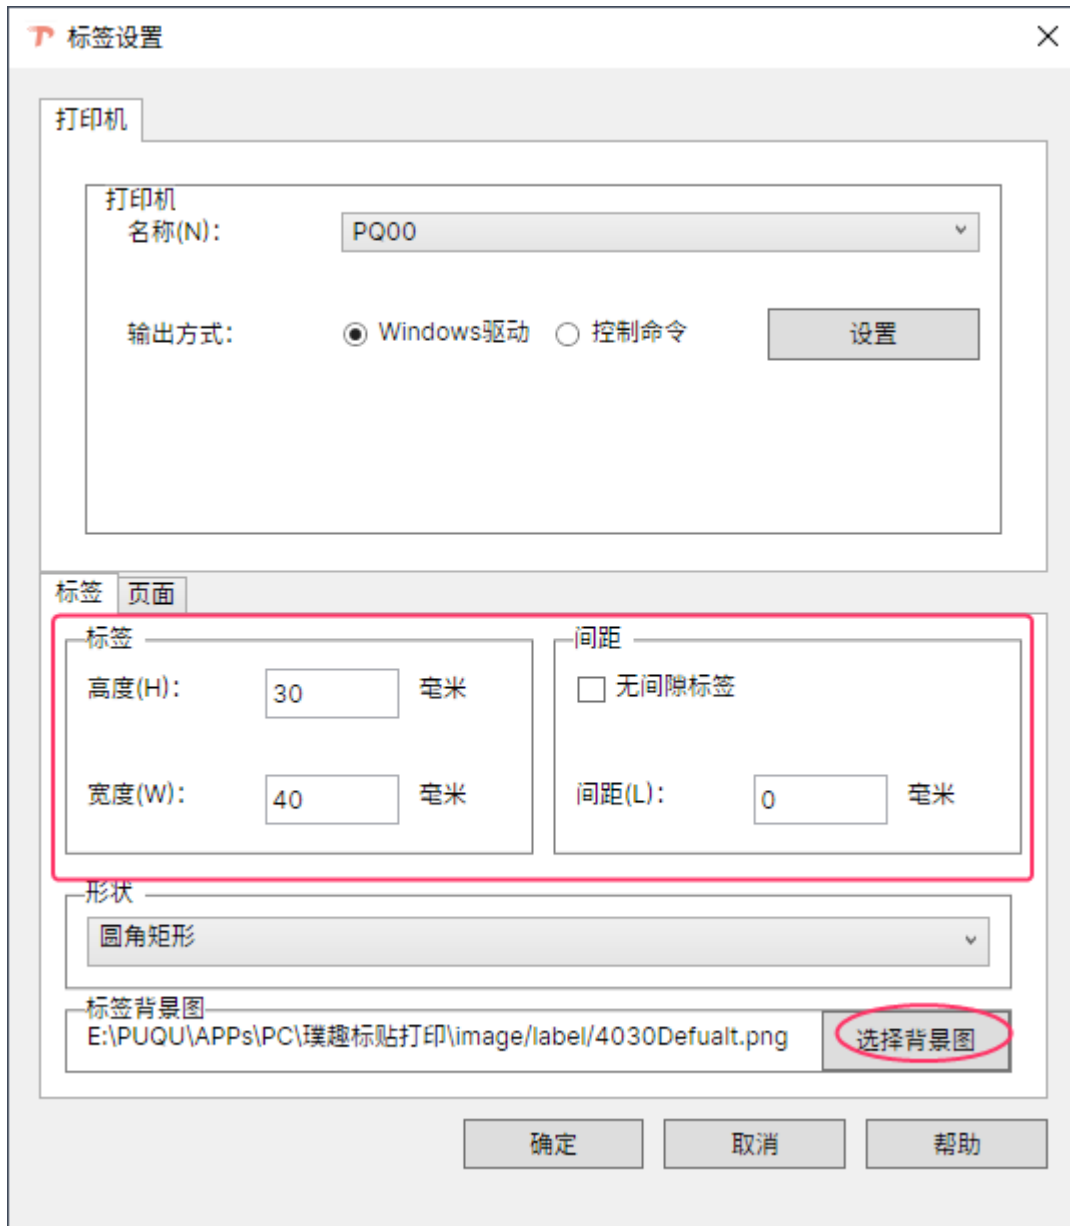 标签设置
打印机
打印机
名称(N)： PQ00
输出方式： Windows驱动 控制命令 设置
标签 页面
标签 间距
高度(H)： 30 毫米 无间隙标签
宽度(W)： 40 毫米 间距(L)： 0 毫米
形状
圆角矩形
标签背景图
E:\PUQU\APPs\PC\璞趣标贴打印\image/label/4030Defualt.png 选择背景图
确定 取消 帮助